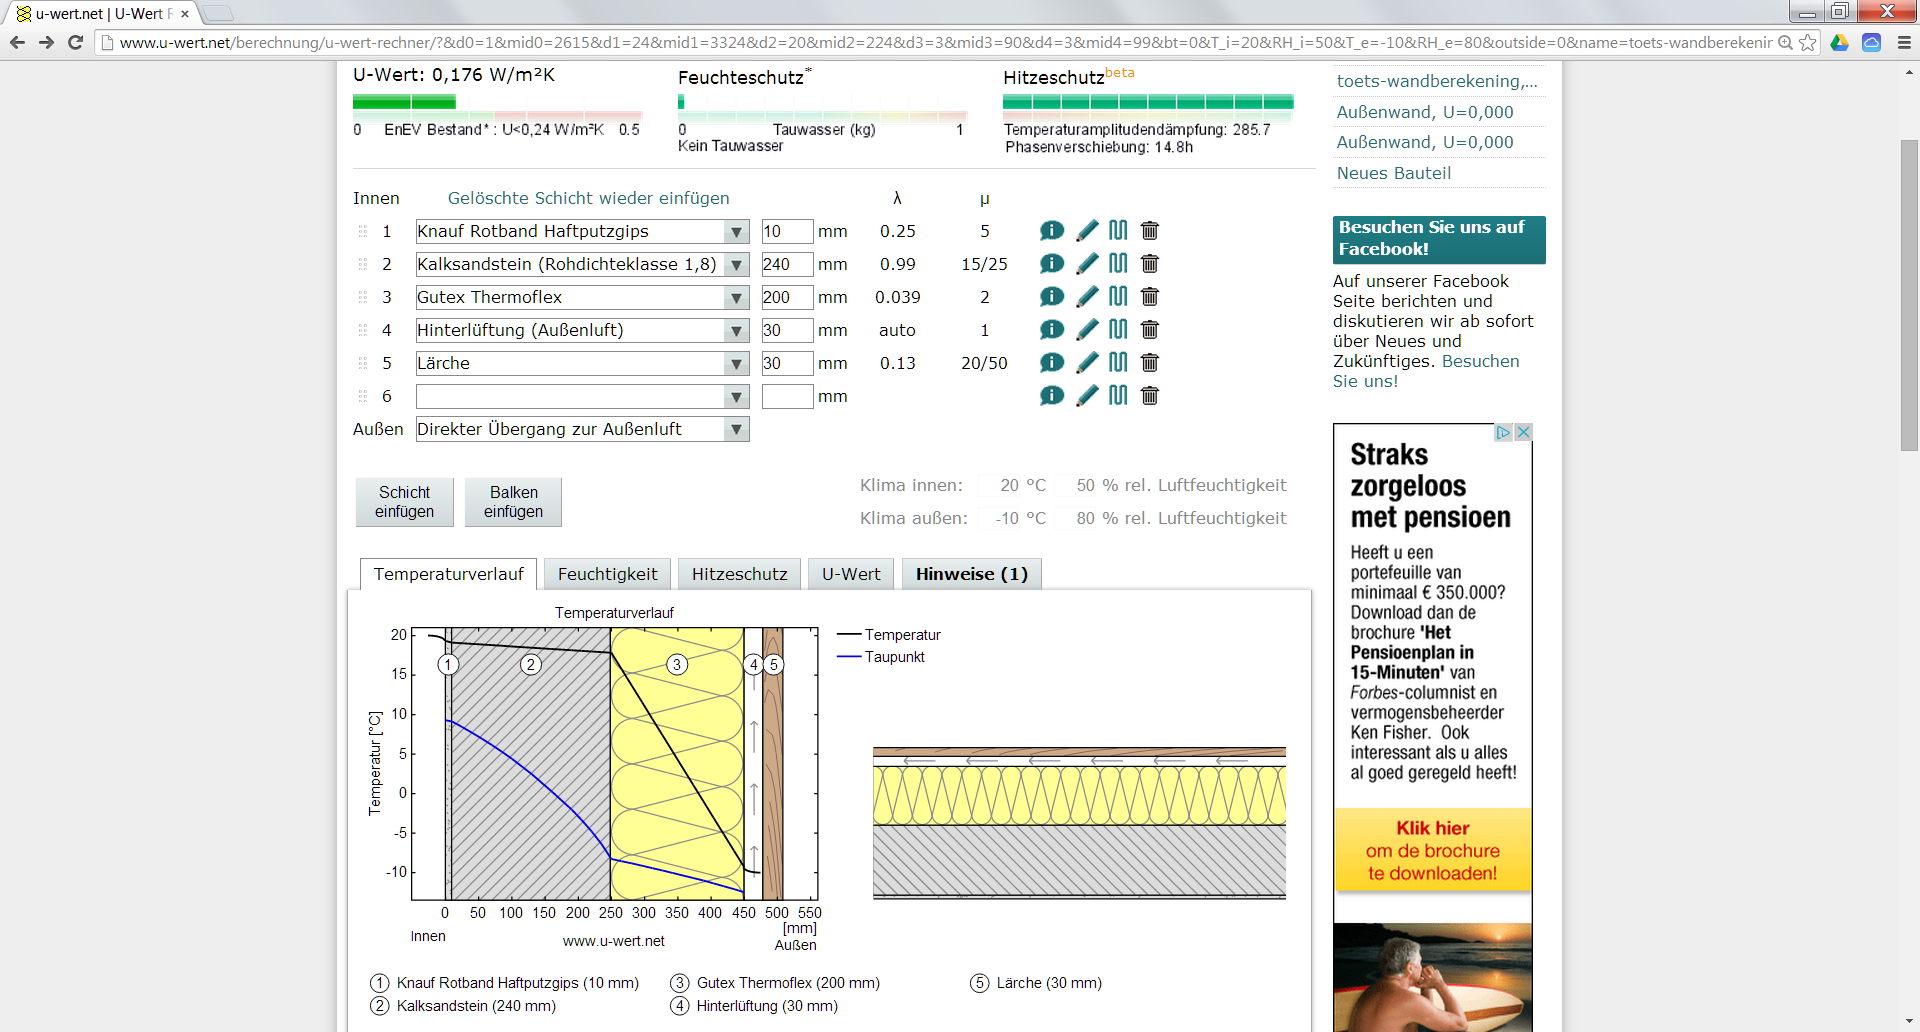 u-wert.net | U-Wert R
www.u-wert.net/berechnung/u-wert-rechner/?&d0=1&mid0=2615&d1=24&mid1=3324&d2=20&mid2=224&d3=3&mid3=90&d4=3&mid4=99&bt=0&T_i=20&RH_i=50&T_e=-10&RH_e=80&outside=0&name=toets-wandberekenir
U-Wert: 0,176 W/m²K
0 EnEV Bestand* : U<0,24 W/m²K 0.5
Feuchteschutz*
0 Tauwasser (kg) 1
Kein Tauwasser
Hitzeschutzbeta
Temperaturamplitudendämpfung: 285.7
Phasenverschiebung: 14.8h
Innen Gelöschte Schicht wieder einfügen λ μ
1 Knauf Rotband Haftputzgips 10 mm 0.25 5
2 Kalksandstein (Rohdichteklasse 1,8) 240 mm 0.99 15/25
3 Gutex Thermoflex 200 mm 0.039 2
4 Hinterlüftung (Außenluft) 30 mm auto 1
5 Lärche 30 mm 0.13 20/50
6 mm
Außen Direkter Übergang zur Außenluft
Schicht einfügen
Balken einfügen
Klima innen: 20 °C 50 % rel. Luftfeuchtigkeit
Klima außen: -10 °C 80 % rel. Luftfeuchtigkeit
Temperaturverlauf Feuchtigkeit Hitzeschutz U-Wert Hinweise (1)
Temperaturverlauf
Temperatur
Taupunkt
Temperatur [°C]
20
15
10
5
0
-5
-10
1 2 3 4 5
0 50 100 150 200 250 300 350 400 450 500 550
[mm]
Innen www.u-wert.net Außen
1 Knauf Rotband Haftputzgips (10 mm) 3 Gutex Thermoflex (200 mm) 5 Lärche (30 mm)
2 Kalksandstein (240 mm) 4 Hinterlüftung (30 mm)
toets-wandberekening,...
Außenwand, U=0,000
Außenwand, U=0,000
Neues Bauteil
Besuchen Sie uns auf
Facebook!
Auf unserer Facebook
Seite berichten und
diskutieren wir ab sofort
über Neues und
Zukünftiges. Besuchen
Sie uns!
Straks
zorgeloos
met pensioen
Heeft u een
portefeuille van
minimaal € 350.000?
Download dan de
brochure 'Het
Pensioenplan in
15-Minuten' van
Forbes-columnist en
vermogensbeheerder
Ken Fisher. Ook
interessant als u alles
al goed geregeld heeft!
Klik hier
om de brochure
te downloaden!